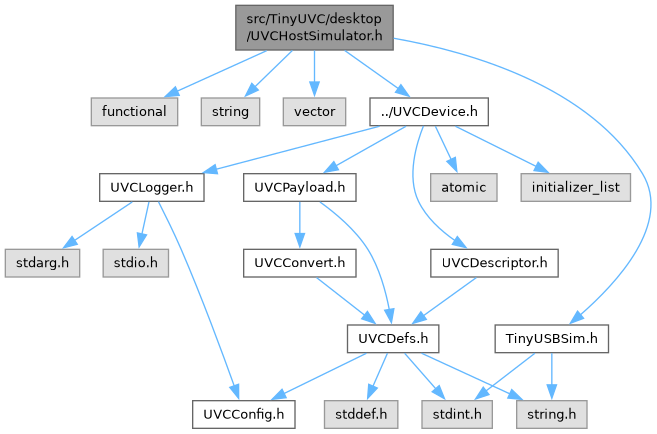 src/TinyUVC/desktop
/UVCHostSimulator.h
functional
string
vector
../UVCDevice.h
UVCLogger.h
UVCPayload.h
atomic
initializer_list
stdarg.h
stdio.h
UVCConvert.h
UVCDescriptor.h
UVCDefs.h
TinyUSBSim.h
UVCConfig.h
stddef.h
stdint.h
string.h